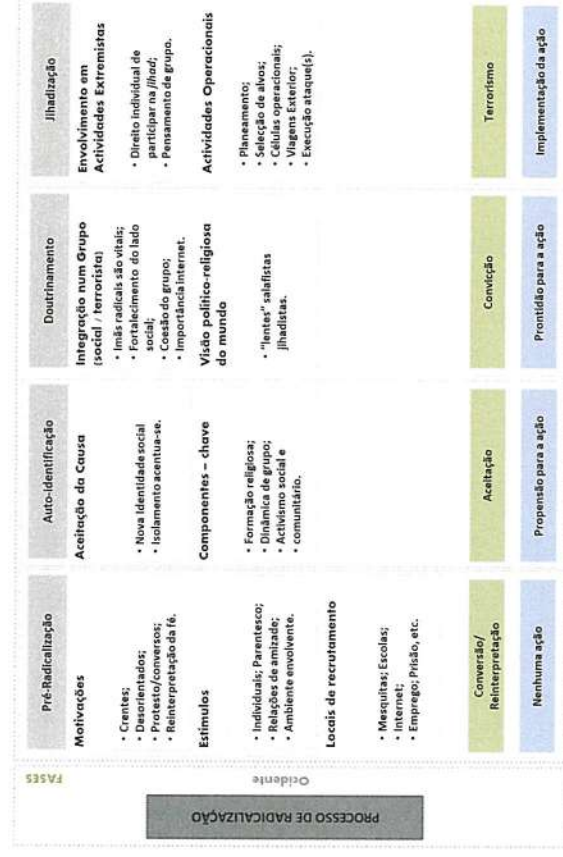 PROCESSO DE RADICALIZAÇÃO
Ocidente
FASES
Pré-Radicalização
Motivações
• Crentes;
• Desorientados;
• Protesto/conversos;
• Reinterpretação da fé.
Estímulos
• Individuais; Parentesco;
• Relações de amizade;
• Ambiente envolvente.
Locais de recrutamento
• Mesquitas; Escolas;
• Internet;
• Emprego; Prisão, etc.
Conversão/
Reinterpretação
Nenhuma ação
Auto-identificação
Aceitação da Causa
• Nova identidade social
• Isolamento acentua-se.
Componentes – chave
• Formação religiosa;
• Dinâmica de grupo;
• Activismo social e
• comunitário.
Aceitação
Propensão para a ação
Doutrinamento
Integração num Grupo
(social / terrorista)
• Imãs radicais são vitais;
• Fortalecimento do lado
social;
• Coesão do grupo;
• Importância internet.
Visão político-religiosa
do mundo
• "lentes" salafistas
jihadistas.
Convicção
Prontidão para a ação
Jihadização
Envolvimento em
Actividades Extremistas
• Direito individual de
participar na jihad;
• Pensamento de grupo.
Actividades Operacionais
• Planeamento;
• Selecção de alvos;
• Células operacionais;
• Viagens Exterior;
• Execução ataque(s).
Terrorismo
Implementação da ação